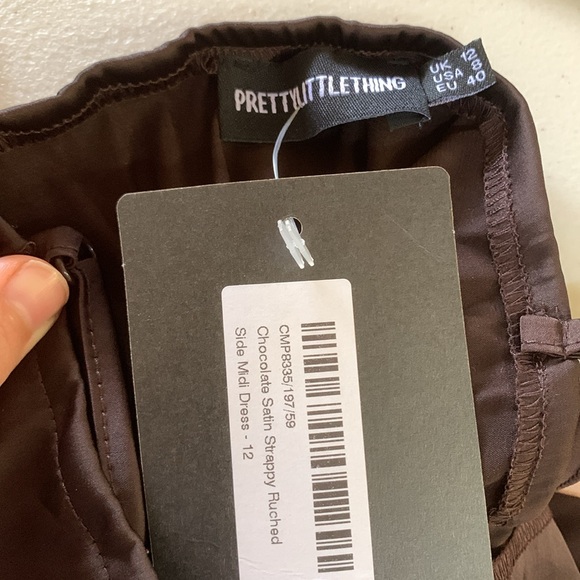 PRETTYLITTLETHING
UK 12
USA 8
EU 40
CMP8335/197/59
Chocolate Satin Strappy Ruched
Side Midi Dress - 12